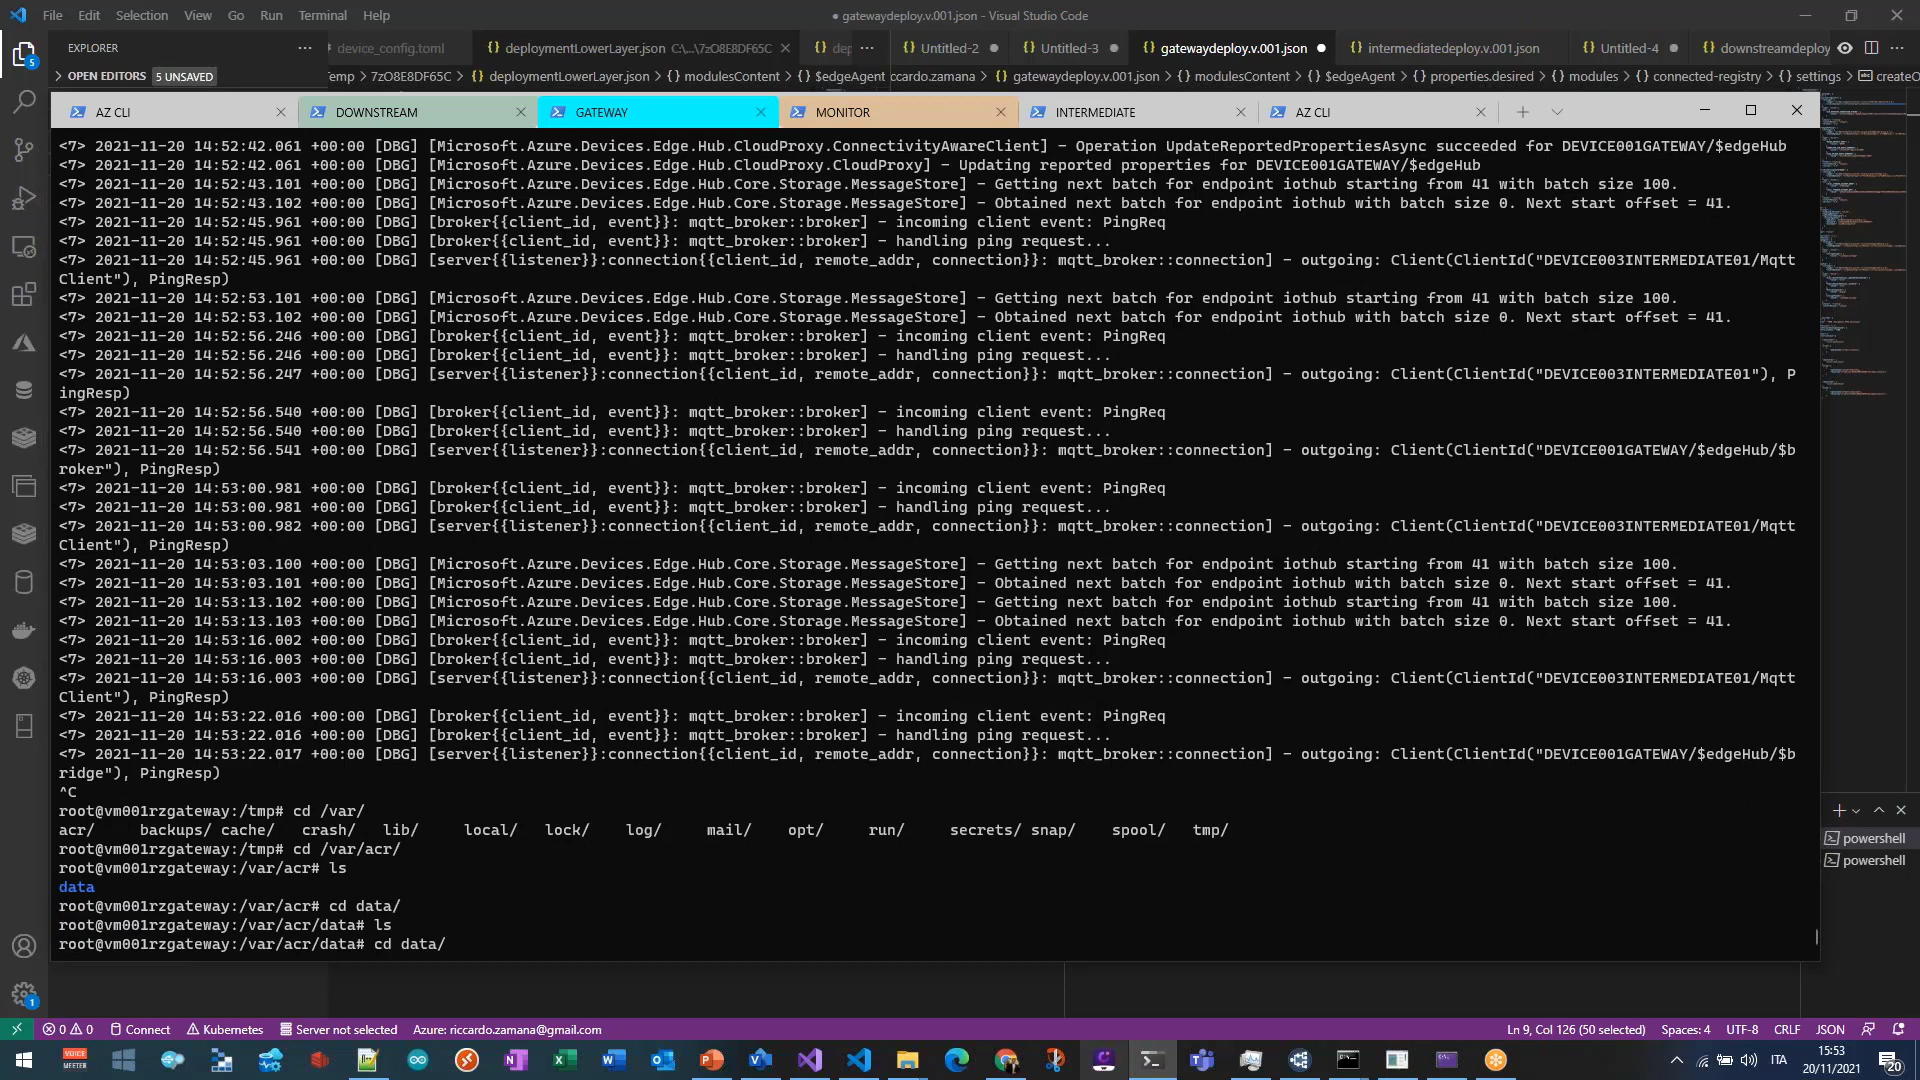 File Edit Selection View Go Run Terminal Help
● gatewaydeploy.v.001.json - Visual Studio Code
EXPLORER ···
device_config.toml
{} deploymentLowerLayer.json C:\...\7zO8E8DF65C
{} dep ···
{} Untitled-2 ●
{} Untitled-3 ●
{} gatewaydeploy.v.001.json ●
{} intermediatedeploy.v.001.json
{} Untitled-4 ●
{} downstreamdeploy
OPEN EDITORS 5 UNSAVED
Temp > 7zO8E8DF65C > {} deploymentLowerLayer.json > {} modulesContent > {} $edgeAgent
ccardo.zamana > {} gatewaydeploy.v.001.json > {} modulesContent > {} $edgeAgent > {} properties.desired > {} modules > {} connected-registry > {} settings > createO
AZ CLI
DOWNSTREAM
GATEWAY
MONITOR
INTERMEDIATE
AZ CLI
<7> 2021-11-20 14:52:42.061 +00:00 [DBG] [Microsoft.Azure.Devices.Edge.Hub.CloudProxy.ConnectivityAwareClient] - Operation UpdateReportedPropertiesAsync succeeded for DEVICE001GATEWAY/$edgeHub
<7> 2021-11-20 14:52:42.061 +00:00 [DBG] [Microsoft.Azure.Devices.Edge.Hub.CloudProxy.CloudProxy] - Updating reported properties for DEVICE001GATEWAY/$edgeHub
<7> 2021-11-20 14:52:43.101 +00:00 [DBG] [Microsoft.Azure.Devices.Edge.Hub.Core.Storage.MessageStore] - Getting next batch for endpoint iothub starting from 41 with batch size 100.
<7> 2021-11-20 14:52:43.102 +00:00 [DBG] [Microsoft.Azure.Devices.Edge.Hub.Core.Storage.MessageStore] - Obtained next batch for endpoint iothub with batch size 0. Next start offset = 41.
<7> 2021-11-20 14:52:45.961 +00:00 [DBG] [broker{{client_id, event}}: mqtt_broker::broker] - incoming client event: PingReq
<7> 2021-11-20 14:52:45.961 +00:00 [DBG] [broker{{client_id, event}}: mqtt_broker::broker] - handling ping request...
<7> 2021-11-20 14:52:45.961 +00:00 [DBG] [server{{listener}}:connection{{client_id, remote_addr, connection}}: mqtt_broker::connection] - outgoing: Client(ClientId("DEVICE003INTERMEDIATE01/Mqtt
Client"), PingResp)
<7> 2021-11-20 14:52:53.101 +00:00 [DBG] [Microsoft.Azure.Devices.Edge.Hub.Core.Storage.MessageStore] - Getting next batch for endpoint iothub starting from 41 with batch size 100.
<7> 2021-11-20 14:52:53.102 +00:00 [DBG] [Microsoft.Azure.Devices.Edge.Hub.Core.Storage.MessageStore] - Obtained next batch for endpoint iothub with batch size 0. Next start offset = 41.
<7> 2021-11-20 14:52:56.246 +00:00 [DBG] [broker{{client_id, event}}: mqtt_broker::broker] - incoming client event: PingReq
<7> 2021-11-20 14:52:56.246 +00:00 [DBG] [broker{{client_id, event}}: mqtt_broker::broker] - handling ping request...
<7> 2021-11-20 14:52:56.247 +00:00 [DBG] [server{{listener}}:connection{{client_id, remote_addr, connection}}: mqtt_broker::connection] - outgoing: Client(ClientId("DEVICE003INTERMEDIATE01"), P
ingResp)
<7> 2021-11-20 14:52:56.540 +00:00 [DBG] [broker{{client_id, event}}: mqtt_broker::broker] - incoming client event: PingReq
<7> 2021-11-20 14:52:56.540 +00:00 [DBG] [broker{{client_id, event}}: mqtt_broker::broker] - handling ping request...
<7> 2021-11-20 14:52:56.541 +00:00 [DBG] [server{{listener}}:connection{{client_id, remote_addr, connection}}: mqtt_broker::connection] - outgoing: Client(ClientId("DEVICE001GATEWAY/$edgeHub/$b
roker"), PingResp)
<7> 2021-11-20 14:53:00.981 +00:00 [DBG] [broker{{client_id, event}}: mqtt_broker::broker] - incoming client event: PingReq
<7> 2021-11-20 14:53:00.981 +00:00 [DBG] [broker{{client_id, event}}: mqtt_broker::broker] - handling ping request...
<7> 2021-11-20 14:53:00.982 +00:00 [DBG] [server{{listener}}:connection{{client_id, remote_addr, connection}}: mqtt_broker::connection] - outgoing: Client(ClientId("DEVICE003INTERMEDIATE01/Mqtt
Client"), PingResp)
<7> 2021-11-20 14:53:03.100 +00:00 [DBG] [Microsoft.Azure.Devices.Edge.Hub.Core.Storage.MessageStore] - Getting next batch for endpoint iothub starting from 41 with batch size 100.
<7> 2021-11-20 14:53:03.101 +00:00 [DBG] [Microsoft.Azure.Devices.Edge.Hub.Core.Storage.MessageStore] - Obtained next batch for endpoint iothub with batch size 0. Next start offset = 41.
<7> 2021-11-20 14:53:13.102 +00:00 [DBG] [Microsoft.Azure.Devices.Edge.Hub.Core.Storage.MessageStore] - Getting next batch for endpoint iothub starting from 41 with batch size 100.
<7> 2021-11-20 14:53:13.103 +00:00 [DBG] [Microsoft.Azure.Devices.Edge.Hub.Core.Storage.MessageStore] - Obtained next batch for endpoint iothub with batch size 0. Next start offset = 41.
<7> 2021-11-20 14:53:16.002 +00:00 [DBG] [broker{{client_id, event}}: mqtt_broker::broker] - incoming client event: PingReq
<7> 2021-11-20 14:53:16.003 +00:00 [DBG] [broker{{client_id, event}}: mqtt_broker::broker] - handling ping request...
<7> 2021-11-20 14:53:16.003 +00:00 [DBG] [server{{listener}}:connection{{client_id, remote_addr, connection}}: mqtt_broker::connection] - outgoing: Client(ClientId("DEVICE003INTERMEDIATE01/Mqtt
Client"), PingResp)
<7> 2021-11-20 14:53:22.016 +00:00 [DBG] [broker{{client_id, event}}: mqtt_broker::broker] - incoming client event: PingReq
<7> 2021-11-20 14:53:22.016 +00:00 [DBG] [broker{{client_id, event}}: mqtt_broker::broker] - handling ping request...
<7> 2021-11-20 14:53:22.017 +00:00 [DBG] [server{{listener}}:connection{{client_id, remote_addr, connection}}: mqtt_broker::connection] - outgoing: Client(ClientId("DEVICE001GATEWAY/$edgeHub/$b
ridge"), PingResp)
^C
root@vm001rzgateway:/tmp# cd /var/
acr/ backups/ cache/ crash/ lib/ local/ lock/ log/ mail/ opt/ run/ secrets/ snap/ spool/ tmp/
root@vm001rzgateway:/tmp# cd /var/acr/
root@vm001rzgateway:/var/acr# ls
data
root@vm001rzgateway:/var/acr# cd data/
root@vm001rzgateway:/var/acr/data# ls
root@vm001rzgateway:/var/acr/data# cd data/
powershell
powershell
0 0 Connect Kubernetes Server not selected Azure: riccardo.zamana@gmail.com
Ln 9, Col 126 (50 selected) Spaces: 4 UTF-8 CRLF JSON
VOICE MEETER
ITA
15:53
20/11/2021
20